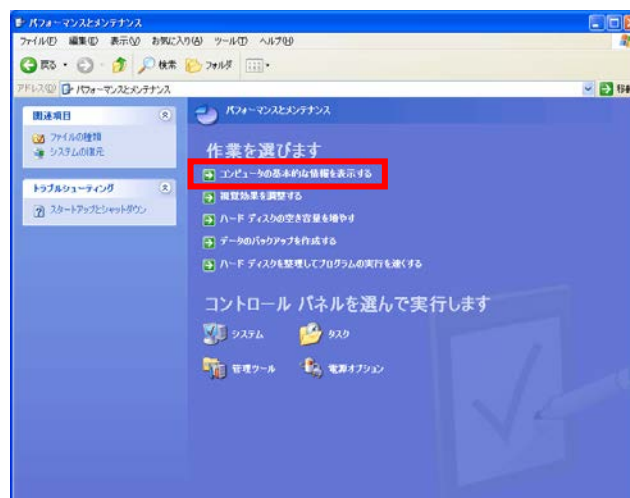 パフォーマンスとメンテナンス
ファイル(F) 編集(E) 表示(V) お気に入り(A) ツール(T) ヘルプ(H)
戻る 検索 フォルダ
アドレス(D) パフォーマンスとメンテナンス 移動
関連項目
ファイルの種類
システムの復元
トラブルシューティング
スタートアップとシャットダウン
パフォーマンスとメンテナンス
作業を選びます
コンピュータの基本的な情報を表示する
視覚効果を調整する
ハード ディスクの空き容量を増やす
データのバックアップを作成する
ハード ディスクを整理してプログラムの実行を速くする
コントロール パネルを選んで実行します
システム タスク
管理ツール 電源オプション